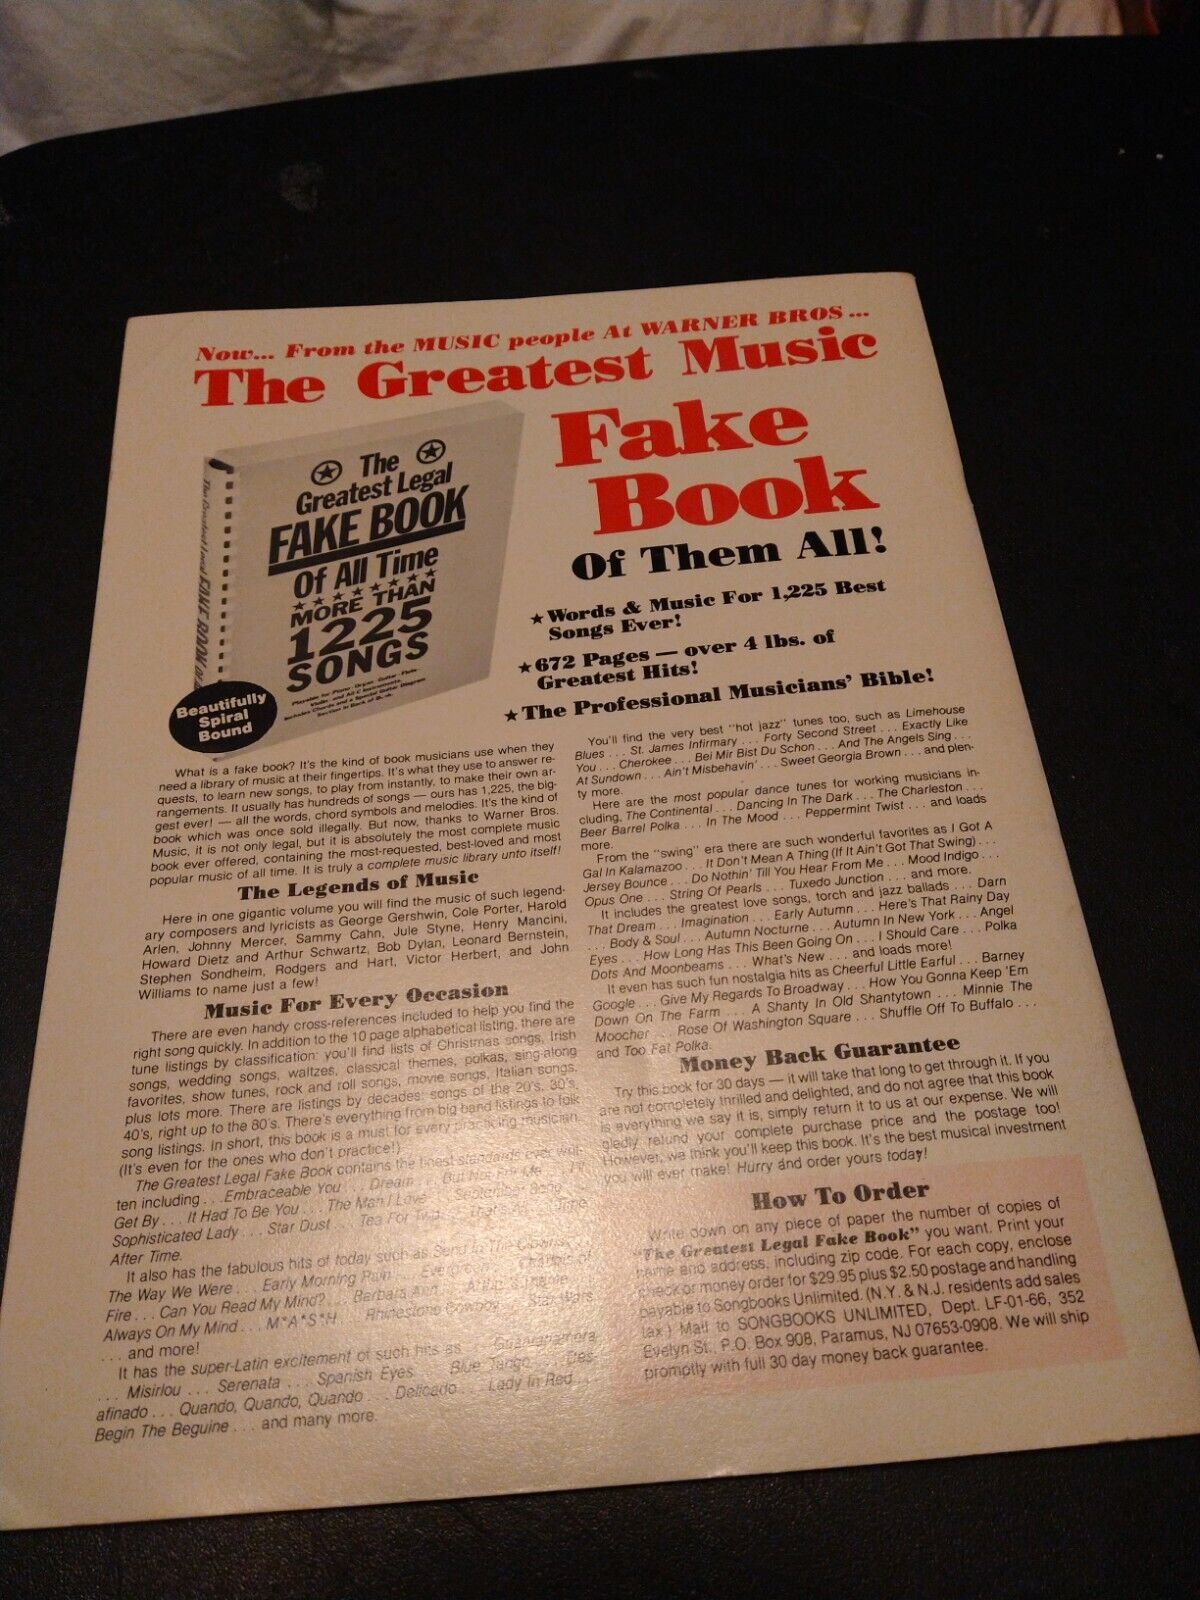 Now... From the MUSIC people At WARNER BROS...
The Greatest Music
Fake
Book
Of Them All!
The
Greatest Legal
FAKE BOOK
Of All Time
MORE THAN
1225
SONGS
Beautifully
Spiral
Bound
★Words & Music For 1,225 Best
Songs Ever!
★672 Pages — over 4 lbs. of
Greatest Hits!
★The Professional Musicians' Bible!
What is a fake book? It's the kind of book musicians use when they
need a library of music at their fingertips. It's what they use to answer re-
quests, to learn new songs, to play from instantly, to make their own ar-
rangements. It usually has hundreds of songs — ours has 1,225, the big-
gest ever! — all the words, chord symbols and melodies. It's the kind of
book which was once sold illegally. But now, thanks to Warner Bros.
Music, it is not only legal, but it is absolutely the most complete music
book ever offered, containing the most-requested, best-loved and most
popular music of all time. It is truly a complete music library unto itself!
The Legends of Music
Here in one gigantic volume you will find the music of such legend-
ary composers and lyricists as George Gershwin, Cole Porter, Harold
Arlen, Johnny Mercer, Sammy Cahn, Jule Styne, Henry Mancini,
Howard Dietz and Arthur Schwartz, Bob Dylan, Leonard Bernstein,
Stephen Sondheim, Rodgers and Hart, Victor Herbert, and John
Williams to name just a few!
Music For Every Occasion
There are even handy cross-references included to help you find the
right song quickly. In addition to the 10 page alphabetical listing, there are
tune listings by classification: you'll find lists of Christmas songs, Irish
songs, wedding songs, waltzes, classical themes, polkas, sing-along
favorites, show tunes, rock and roll songs, movie songs, Italian songs,
plus lots more. There are listings by decades: songs of the 20's, 30's,
40's, right up to the 80's. There's everything from big band listings to folk
song listings. In short, this book is a must for every practicing musician.
(It's even for the ones who don't practice!)
The Greatest Legal Fake Book contains the finest standards ever writ-
ten including... Embraceable You... Dream... But Not For Me... I'll
Get By... It Had To Be You... The Man I Love... September Song...
Sophisticated Lady... Star Dust... Tea For Two... Time
After Time.
It also has the fabulous hits of today such as Send In The Clowns...
The Way We Were... Early Morning Rain... Chariots of
Fire... Can You Read My Mind?... Barbara Ann... Arthur's Theme...
Always On My Mind... M*A*S*H... Rhinestone Cowboy... Star Wars
... and more!
It has the super-Latin excitement of such hits as... Guantanamera
... Misirlou... Serenata... Spanish Eyes... Blue Tango... Des-
afinado... Quando, Quando, Quando... Delicado... Lady In Red...
Begin The Beguine... and many more.
You'll find the very best "hot jazz" tunes too, such as Limehouse
Blues... St. James Infirmary... Forty Second Street... Exactly Like
You... Cherokee... Bei Mir Bist Du Schon... And The Angels Sing...
At Sundown... Ain't Misbehavin'... Sweet Georgia Brown... and plen-
ty more.
Here are the most popular dance tunes for working musicians in-
cluding, The Continental... Dancing In The Dark... The Charleston...
Beer Barrel Polka... In The Mood... Peppermint Twist... and loads
more.
From the "swing" era there are such wonderful favorites as I Got A
Gal In Kalamazoo... It Don't Mean A Thing (If It Ain't Got That Swing)...
Jersey Bounce... Do Nothin' Till You Hear From Me... Mood Indigo...
Opus One... String Of Pearls... Tuxedo Junction... and more.
It includes the greatest love songs, torch and jazz ballads... Darn
That Dream... Imagination... Early Autumn... Here's That Rainy Day
... Body & Soul... Autumn Nocturne... Autumn In New York... Angel
Eyes... How Long Has This Been Going On... I Should Care... Polka
Dots And Moonbeams... What's New... and loads more!
It even has such fun nostalgia hits as Cheerful Little Earful... Barney
Google... Give My Regards To Broadway... How You Gonna Keep 'Em
Down On The Farm... A Shanty In Old Shantytown... Minnie The
Moocher... Rose Of Washington Square... Shuffle Off To Buffalo...
and Too Fat Polka.
Money Back Guarantee
Try this book for 30 days — it will take that long to get through it. If you
are not completely thrilled and delighted, and do not agree that this book
is everything we say it is, simply return it to us at our expense. We will
gledly refund your complete purchase price and the postage too!
However, we think you'll keep this book. It's the best musical investment
you will ever make! Hurry and order yours today!
How To Order
Write down on any piece of paper the number of copies of
"The Greatest Legal Fake Book" you want. Print your
name and address, including zip code. For each copy, enclose
check or money order for $29.95 plus $2.50 postage and handling
payable to Songbooks Unlimited. (N.Y. & N.J. residents add sales
tax.) Mail to SONGBOOKS UNLIMITED, Dept. LF-01-66, 352
Evelyn St., P.O. Box 908, Paramus, NJ 07653-0908. We will ship
promptly with full 30 day money back guarantee.